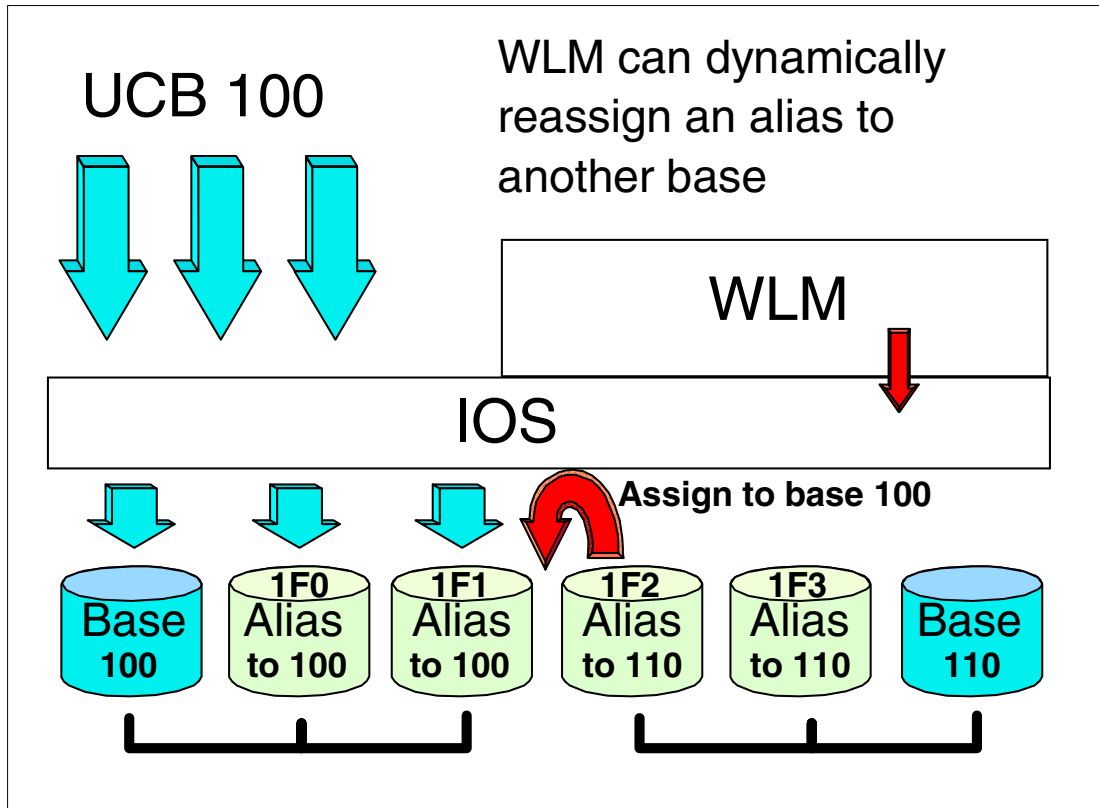 UCB 100
WLM can dynamically
reassign an alias to
another base
WLM
IOS
Assign to base 100
Base
100
1F0
Alias
to 100
1F1
Alias
to 100
1F2
Alias
to 110
1F3
Alias
to 110
Base
110